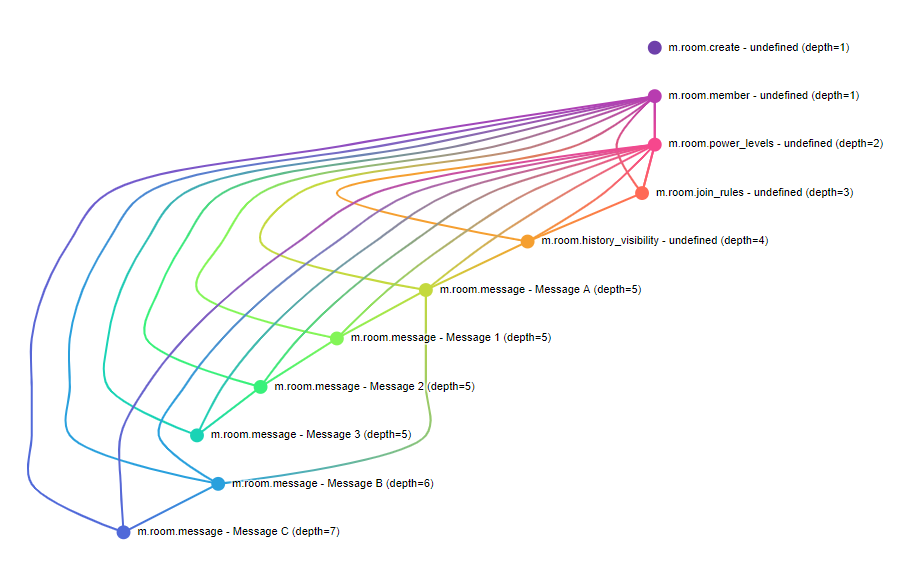 m.room.create - undefined (depth=1)
m.room.member - undefined (depth=1)
m.room.power_levels - undefined (depth=2)
m.room.join_rules - undefined (depth=3)
m.room.history_visibility - undefined (depth=4)
m.room.message - Message A (depth=5)
m.room.message - Message 1 (depth=5)
m.room.message - Message 2 (depth=5)
m.room.message - Message 3 (depth=5)
m.room.message - Message B (depth=6)
m.room.message - Message C (depth=7)